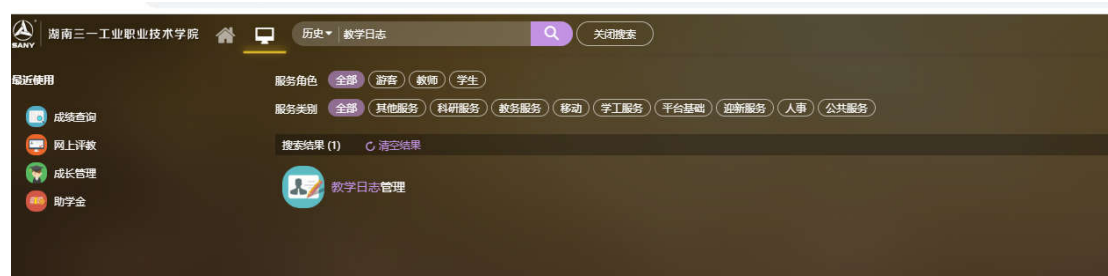 SANY 湖南三一工业职业技术学院 历史 教学日志 关闭搜索
最近使用
服务角色 全部 游客 教师 学生
服务类别 全部 其他服务 科研服务 教务服务 移动 学工服务 平台基础 迎新服务 人事 公共服务
成绩查询
网上评教
搜索结果 (1) 清空结果
成长管理
教学日志管理
助学金